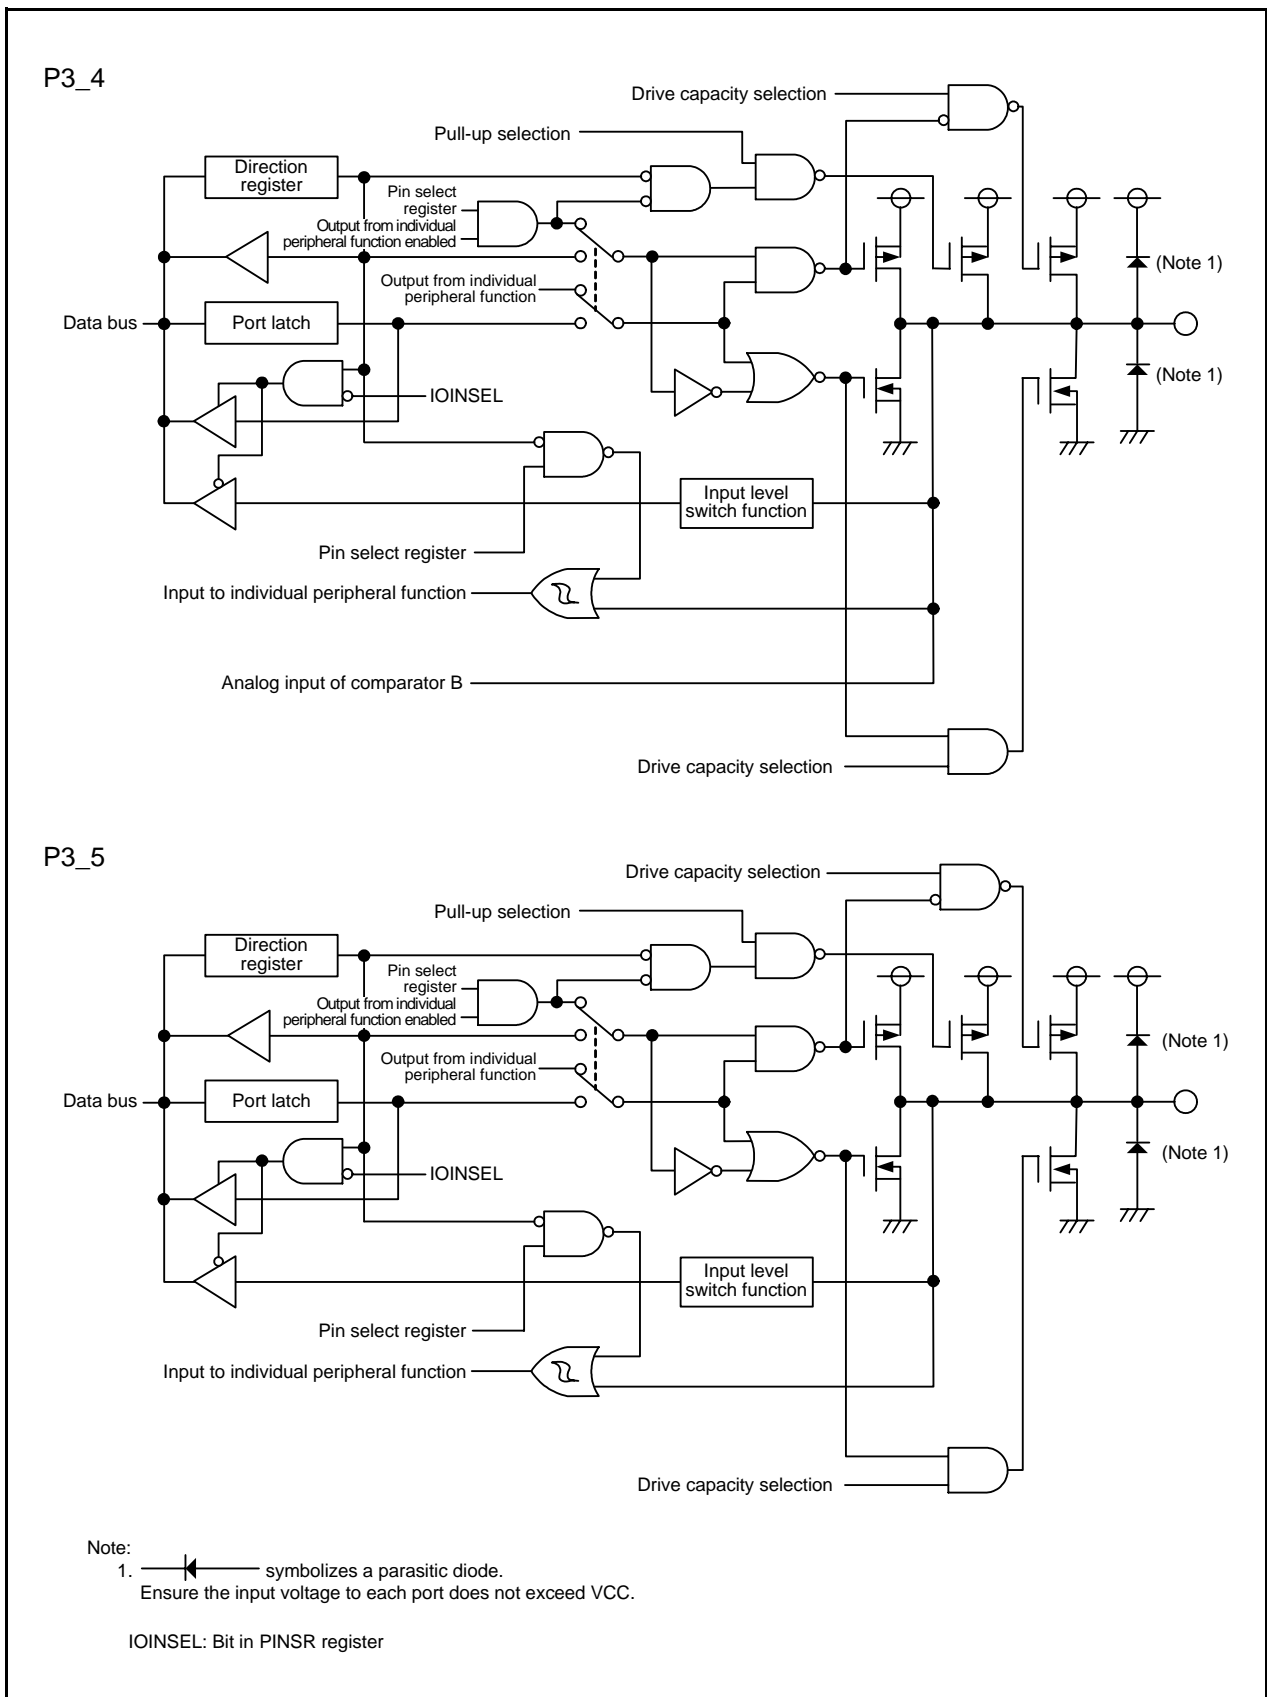 P3_4
Drive capacity selection
Pull-up selection
Direction
register
Pin select
register
Output from individual
peripheral function enabled
(Note 1)
Output from individual
peripheral function
Data bus
Port latch
(Note 1)
IOINSEL
Input level
switch function
Pin select register
Input to individual peripheral function
Analog input of comparator B
Drive capacity selection
P3_5
Drive capacity selection
Pull-up selection
Direction
register
Pin select
register
Output from individual
peripheral function enabled
(Note 1)
Output from individual
peripheral function
Data bus
Port latch
(Note 1)
IOINSEL
Input level
switch function
Pin select register
Input to individual peripheral function
Drive capacity selection
Note:
1. symbolizes a parasitic diode.
Ensure the input voltage to each port does not exceed VCC.
IOINSEL: Bit in PINSR register